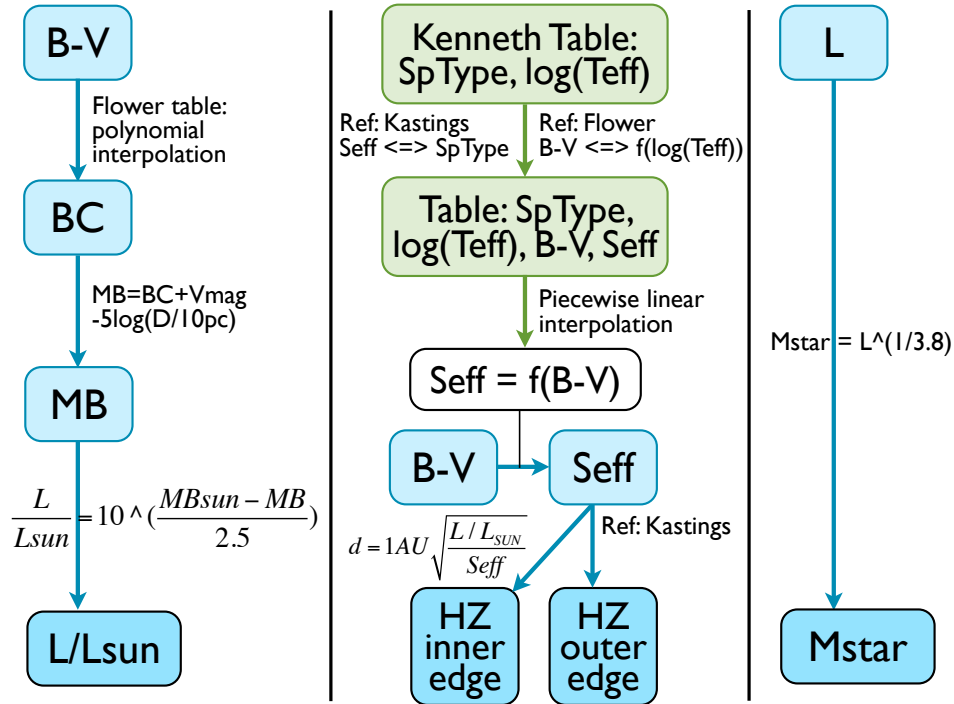 B-V
Flower table:
polynomial
interpolation
BC
MB=BC+Vmag
-5log(D/10pc)
MB
L/Lsun = 10 ^ ((MBsun − MB)/2.5)
L/Lsun
Kenneth Table:
SpType, log(Teff)
Ref: Kastings
Seff <=> SpType
Ref: Flower
B-V <=> f(log(Teff))
Table: SpType,
log(Teff), B-V, Seff
Piecewise linear
interpolation
Seff = f(B-V)
B-V
Seff
d = 1AU √((L / L_SUN)/Seff)
Ref: Kastings
HZ
inner
edge
HZ
outer
edge
L
Mstar = L^(1/3.8)
Mstar